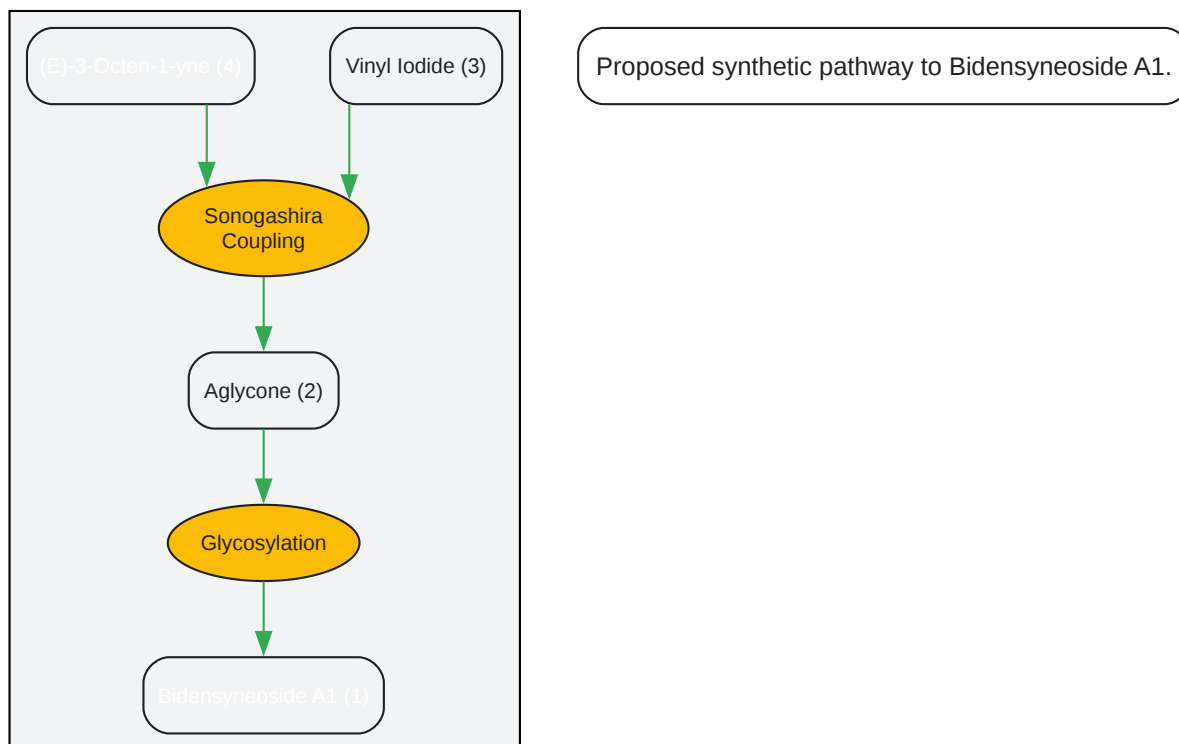 (E)-3-Octen-1-yne (4)
Vinyl Iodide (3)
Proposed synthetic pathway to Bidensyneoside A1.
Sonogashira
Coupling
Aglycone (2)
Glycosylation
Bidensyneoside A1 (1)